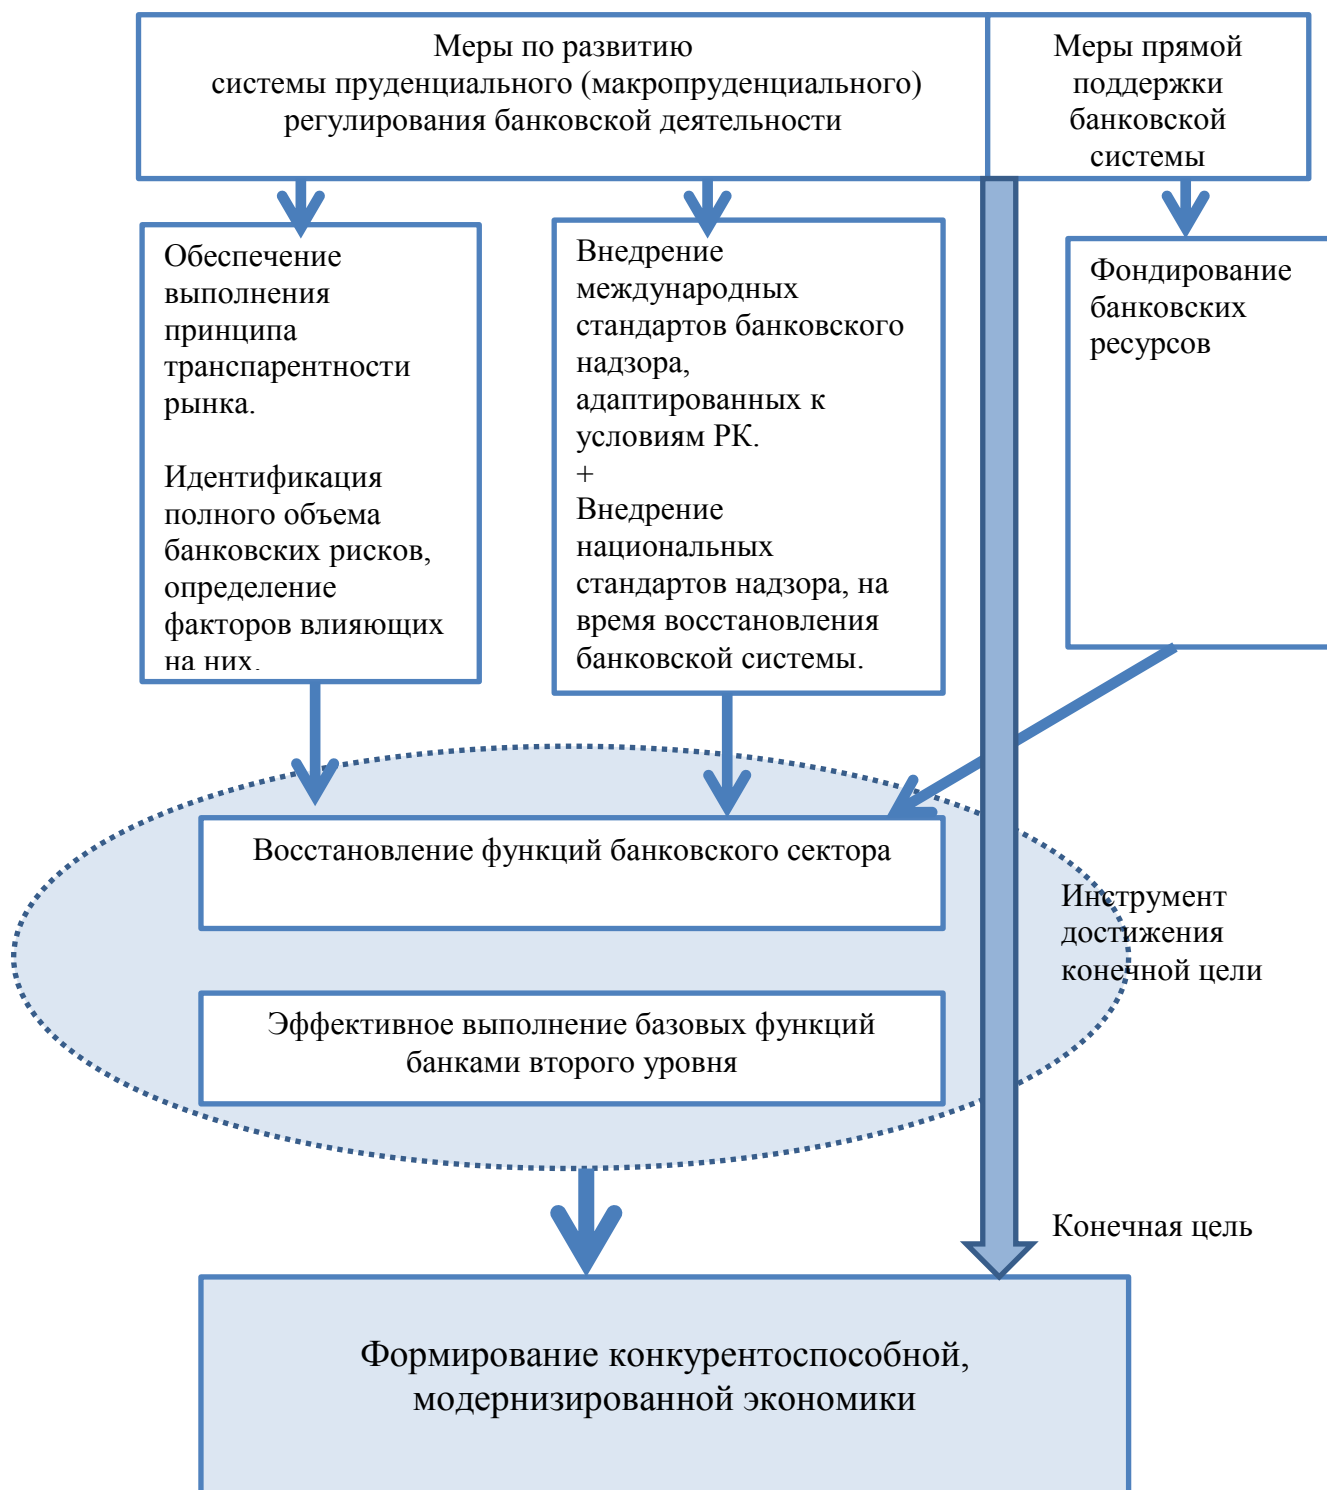 Меры по развитию
системы пруденциального (макропруденциального)
регулирования банковской деятельности
Меры прямой
поддержки
банковской
системы
Обеспечение
выполнения
принципа
транспарентности
рынка.
Идентификация
полного объема
банковских рисков,
определение
факторов влияющих
на них.
Внедрение
международных
стандартов банковского
надзора,
адаптированных к
условиям РК.
+
Внедрение
национальных
стандартов надзора, на
время восстановления
банковской системы.
Фондирование
банковских
ресурсов
Восстановление функций банковского сектора
Инструмент
достижения
конечной цели
Эффективное выполнение базовых функций
банками второго уровня
Конечная цель
Формирование конкурентоспособной,
модернизированной экономики